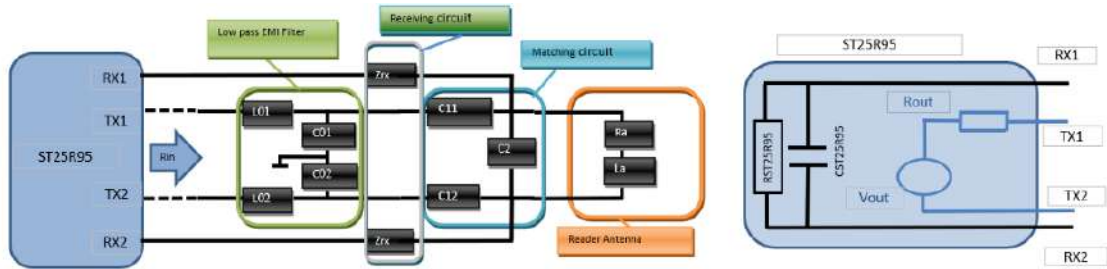 Receiving circuit
Low pass EMI Filter
Matching circuit
ST25R95
RX1
RX1
Zrx
TX1
L01
C11
C01
Ra
Rout
TX1
ST25R95
Rin
C2
RST25R95
CST25R95
C02
La
TX2
L02
C12
Vout
TX2
RX2
Zrx
Reader Antenna
RX2